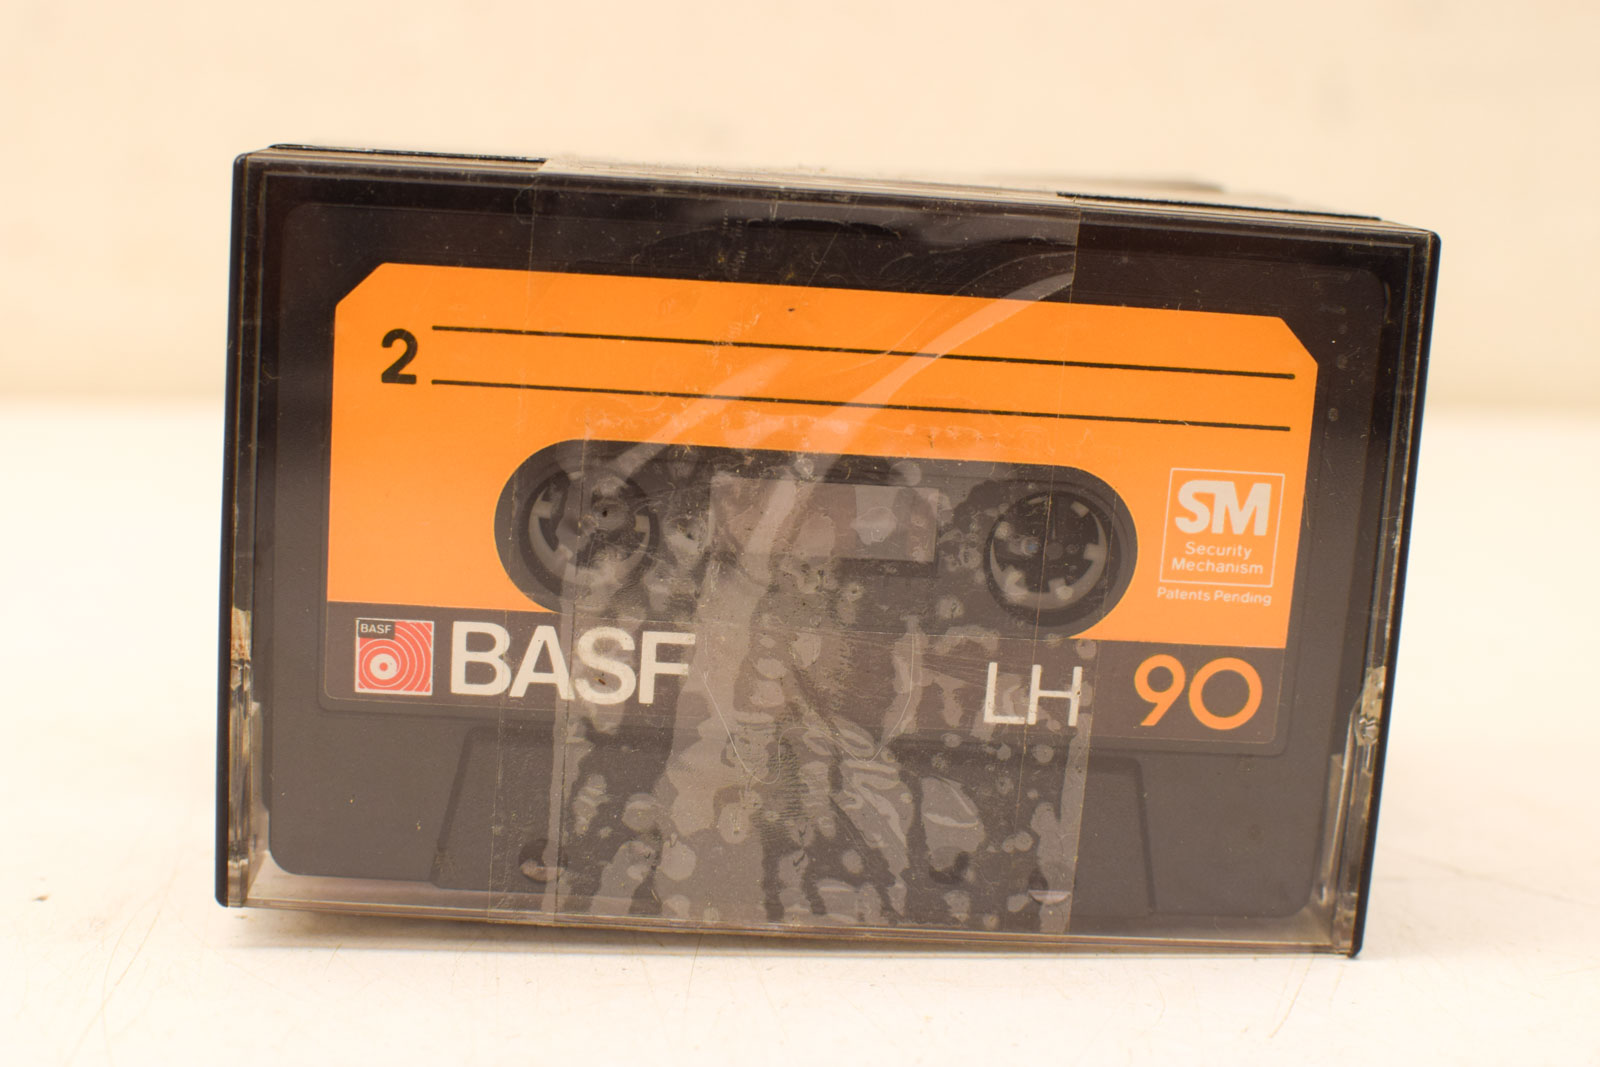 2
SM
Security
Mechanism
Patents Pending
BASF
BASF
LH 90